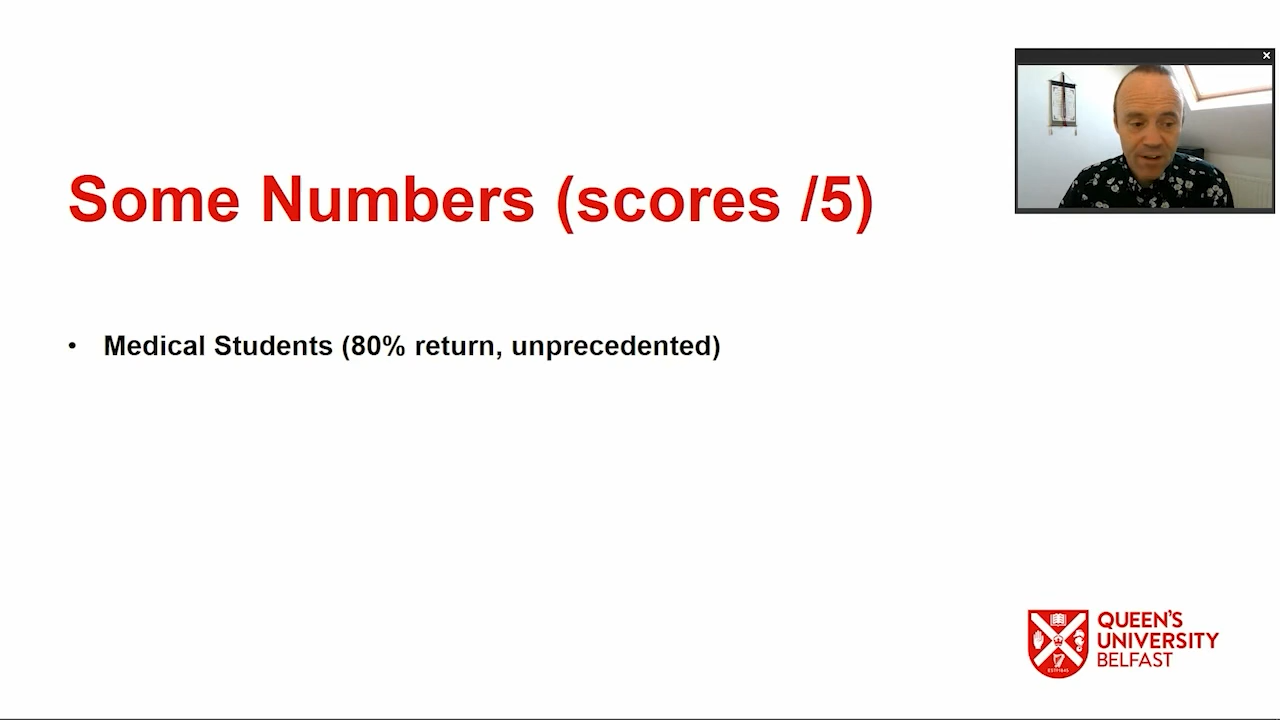 Some Numbers (scores /5)
• Medical Students (80% return, unprecedented)
QUEEN'S
UNIVERSITY
BELFAST